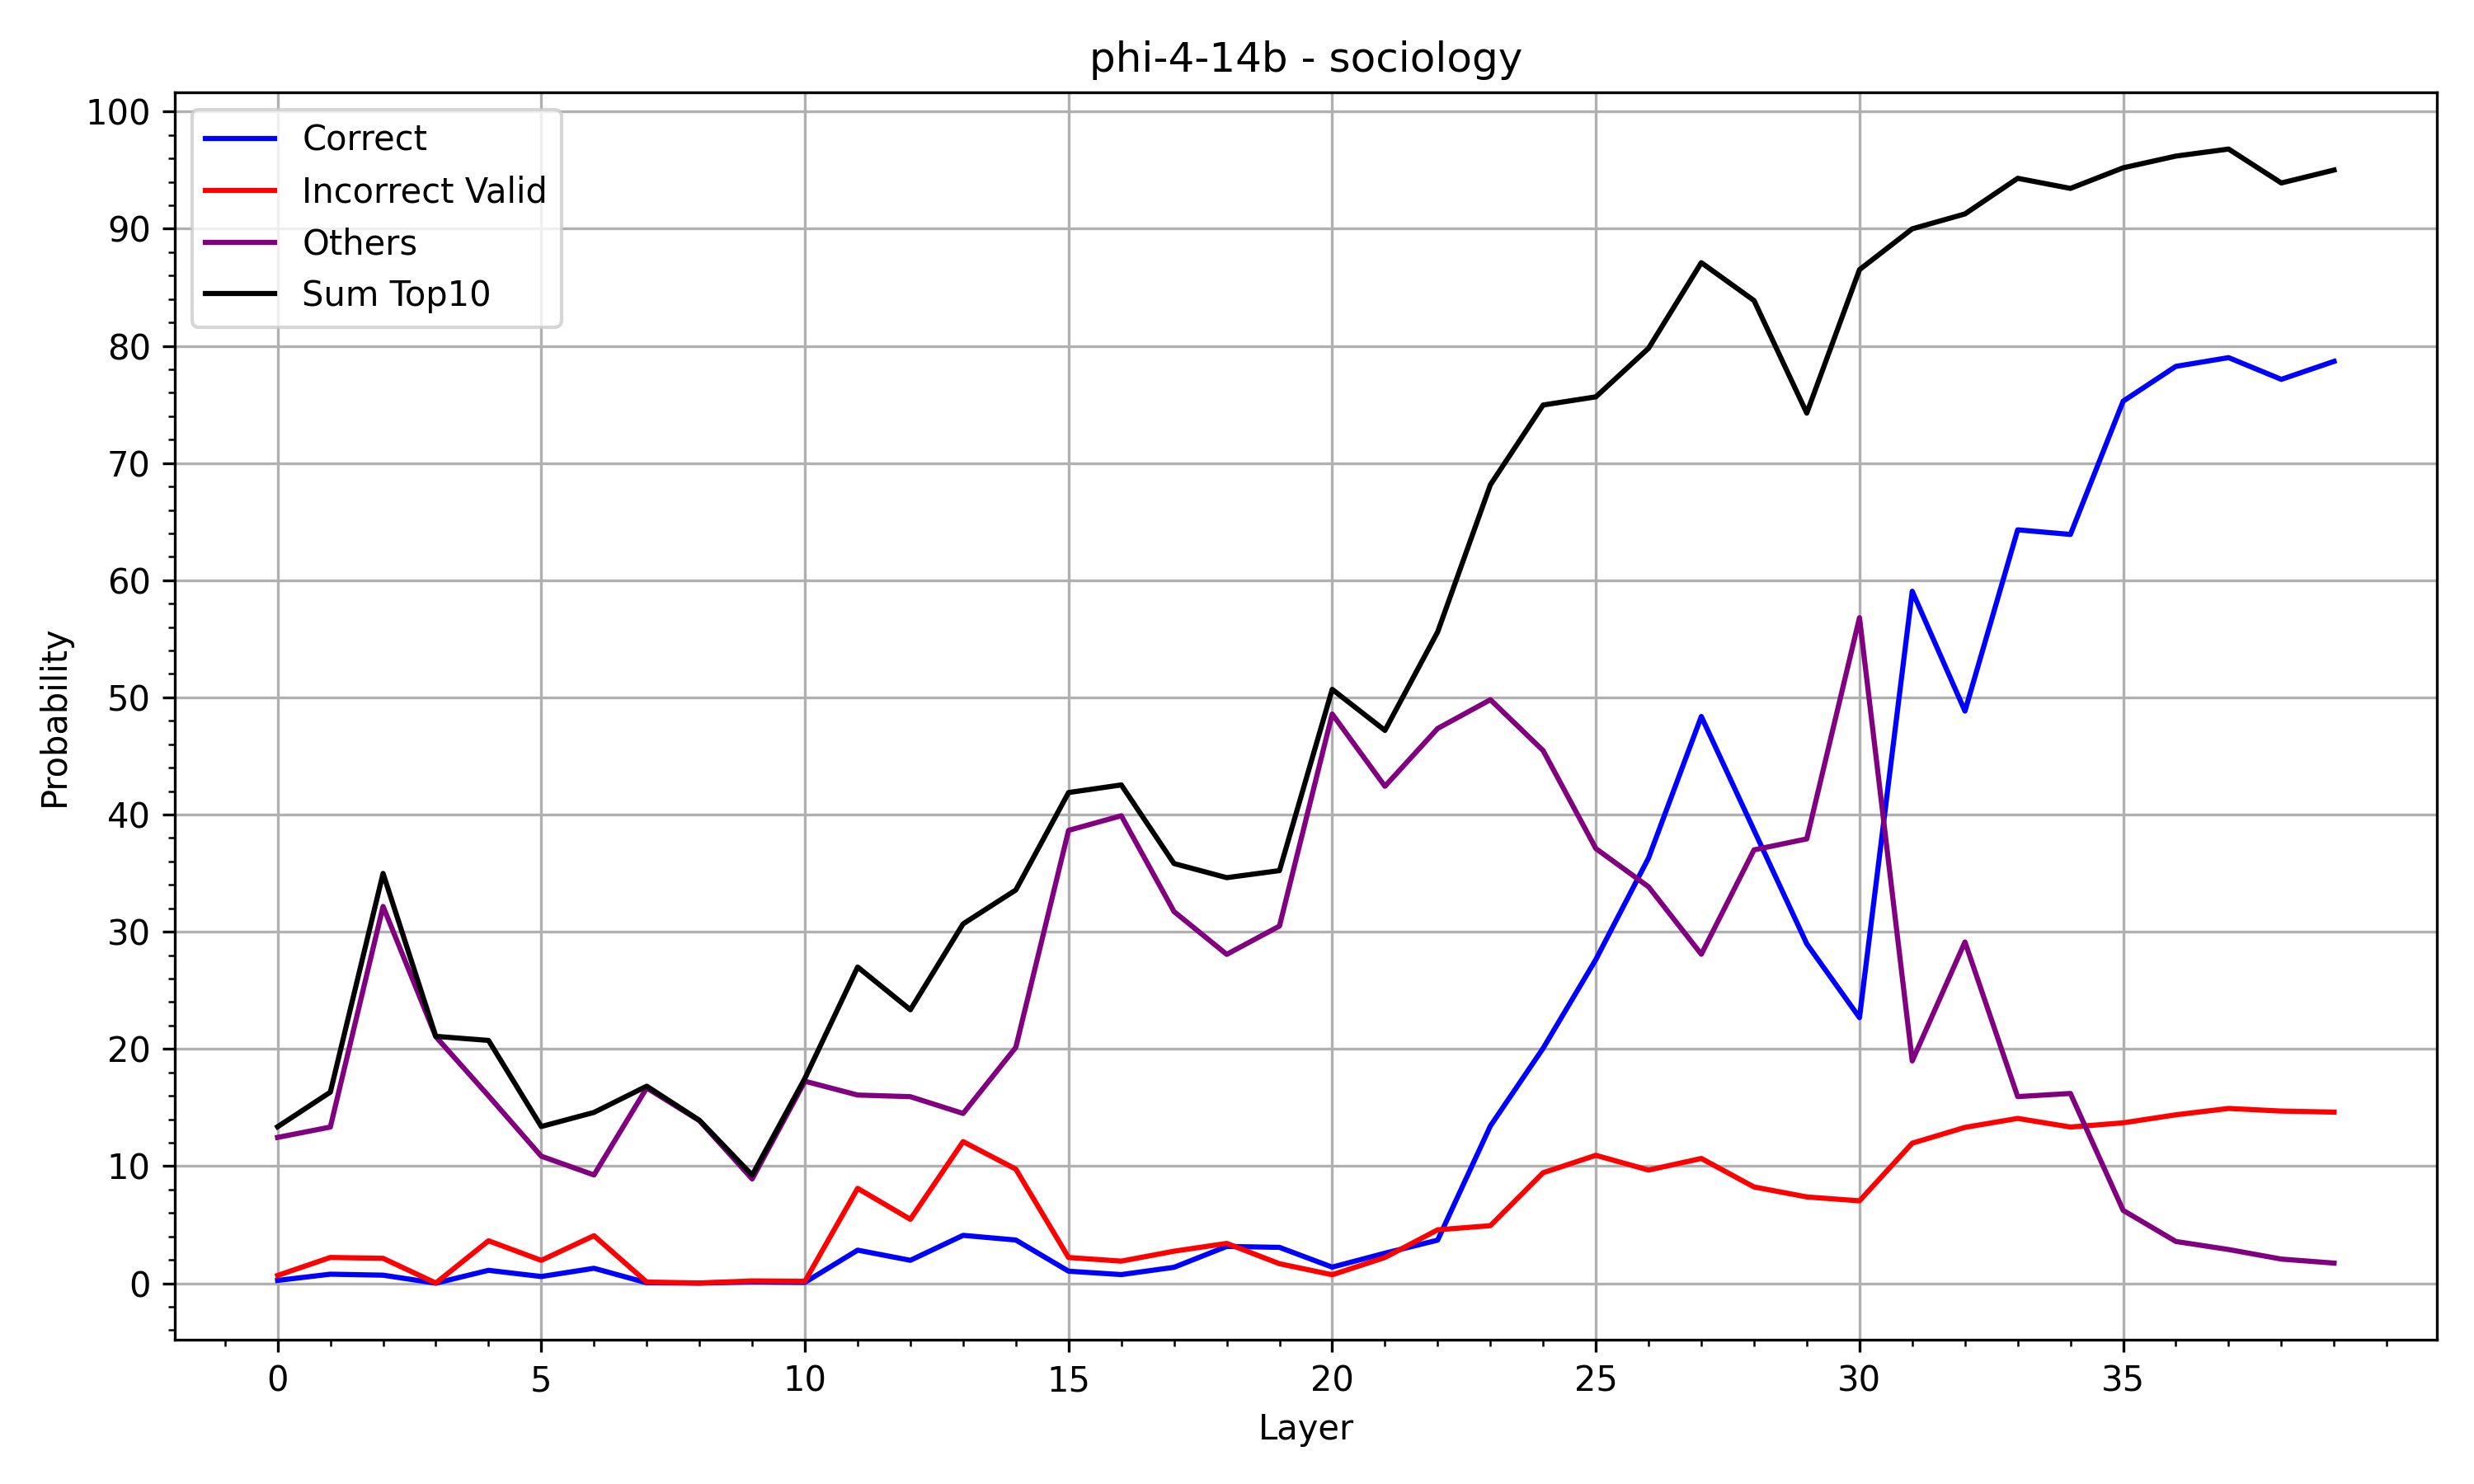 phi-4-14b - sociology
100
90
80
70
60
50
40
30
20
10
0
Probability
Correct
Incorrect Valid
Others
Sum Top10
0 5 10 15 20 25 30 35
Layer